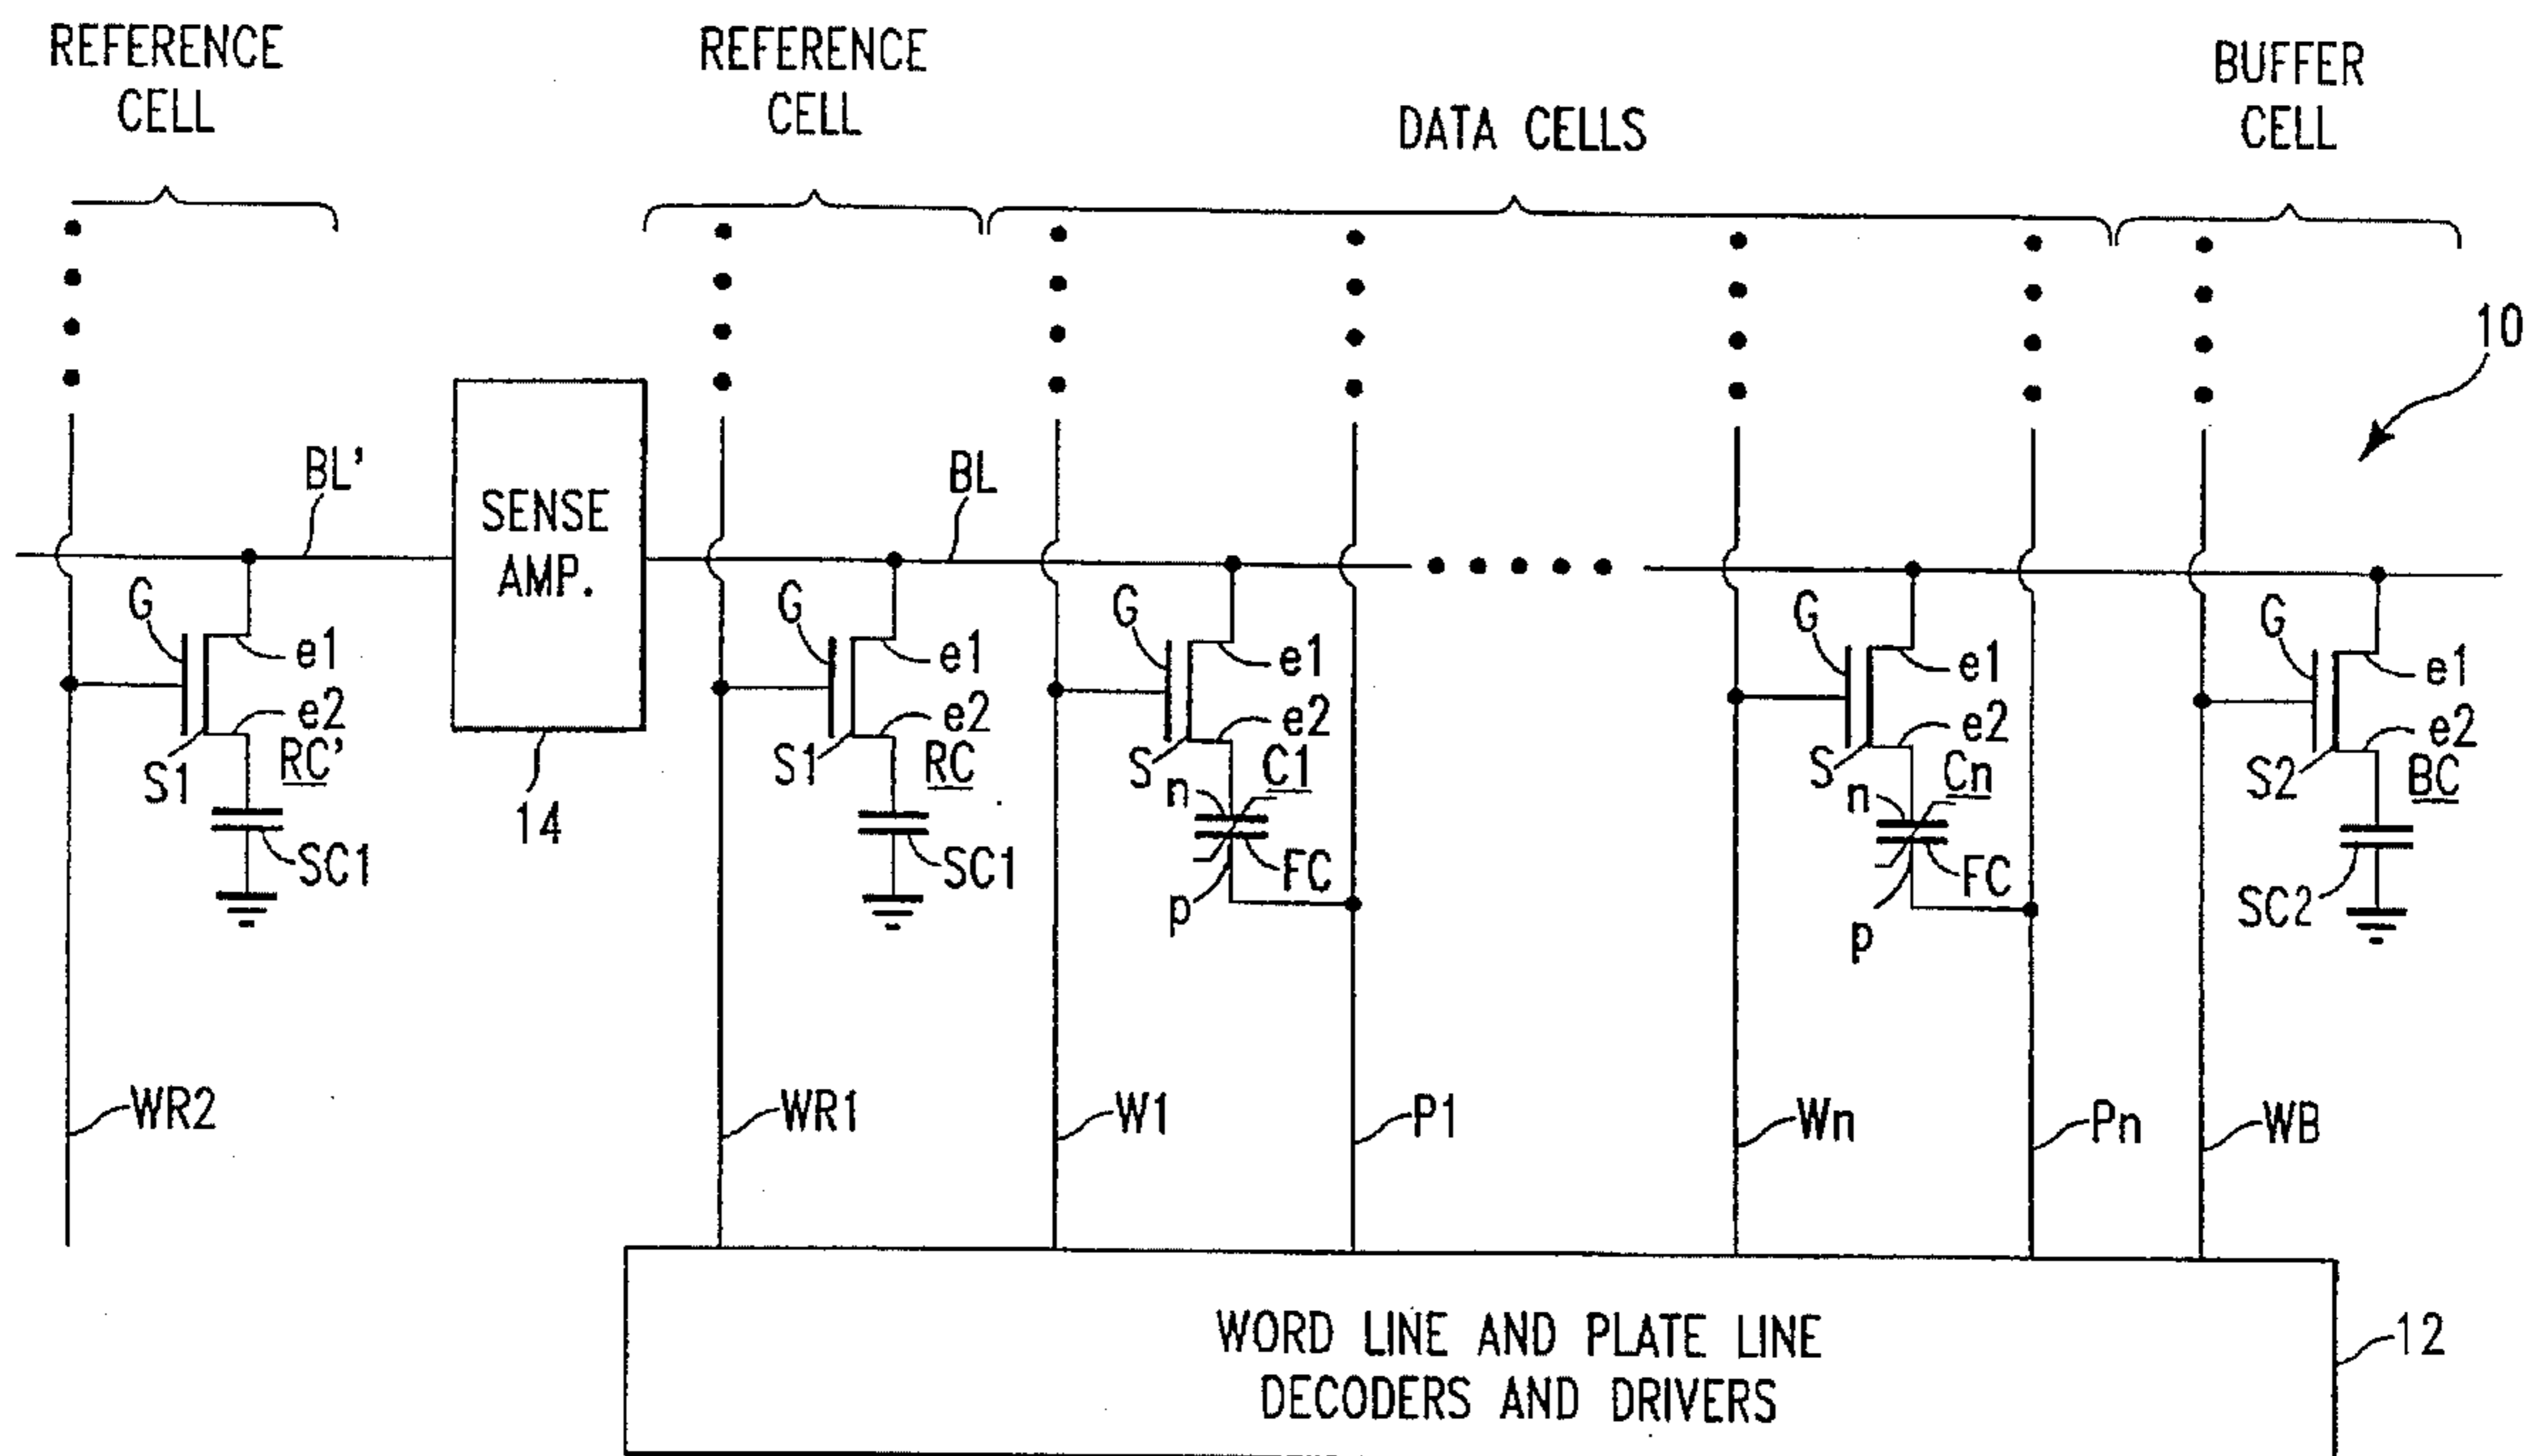 REFERENCE
CELL
REFERENCE
CELL
DATA CELLS
BUFFER
CELL
10
BL'
SENSE
AMP.
14
BL
G
e1
e2
S1
RC'
SC1
G
e1
e2
S1
RC
SC1
G
e1
e2
S
C1
n
FC
p
G
e1
e2
S
Cn
n
FC
p
G
e1
e2
S2
BC
SC2
WR2
WR1
W1
P1
Wn
Pn
WB
WORD LINE AND PLATE LINE
DECODERS AND DRIVERS
12